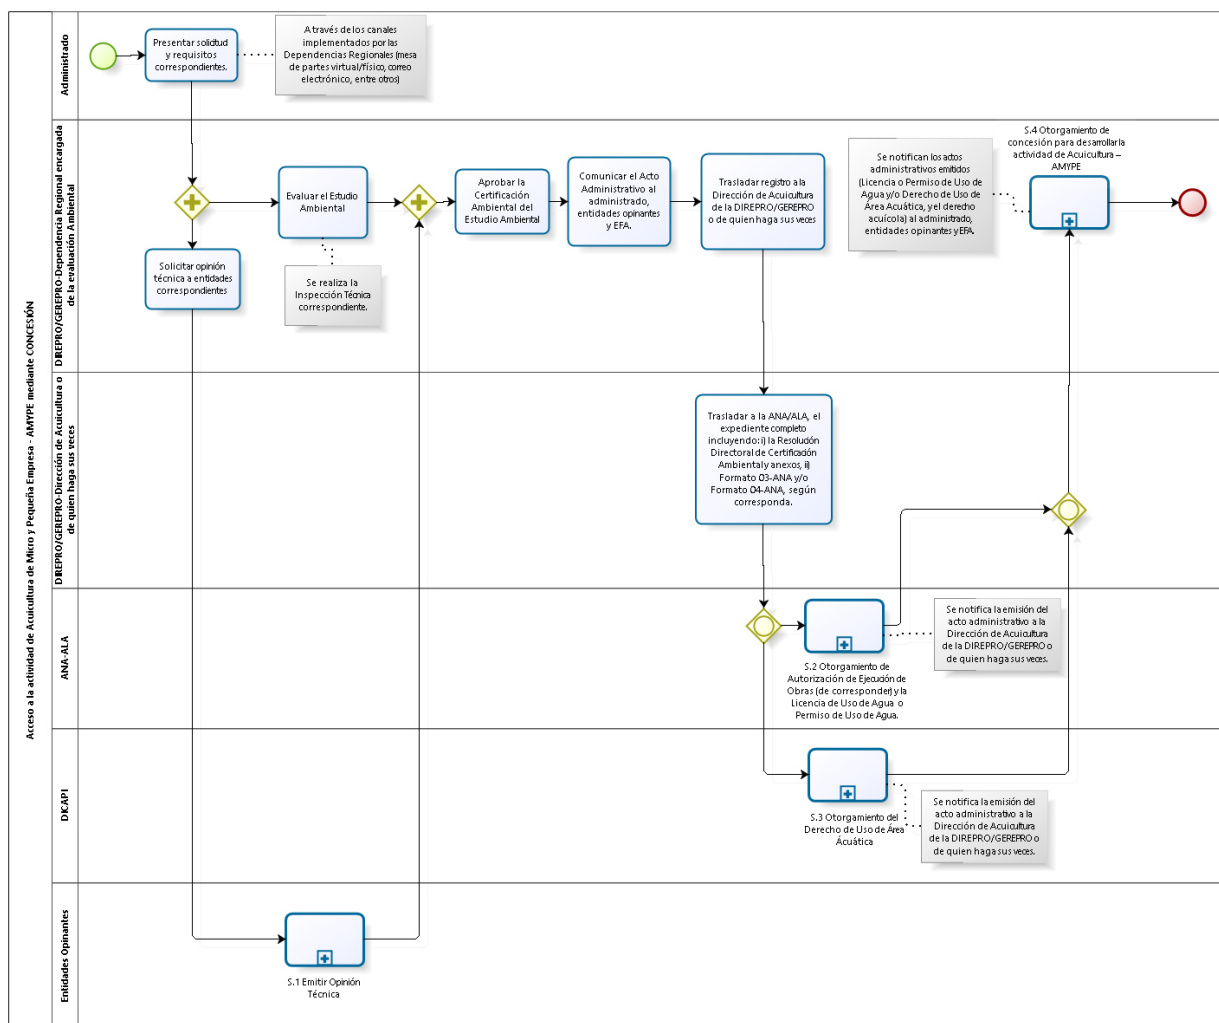 Acceso a la actividad de Acuicultura de Micro y Pequeña Empresa - AMYPE mediante CONCESIÓN
Administrado
Presentar solicitud
y requisitos
correspondientes.
A través de los canales
implementados por las
Dependencias Regionales (mesa
de partes virtual/físico, correo
electrónico, entre otros)
DIREPRO/GEREPRO-Dependencia Regional encargada
de la evaluación Ambiental
Evaluar el Estudio
Ambiental
Se realiza la
Inspección Técnica
correspondiente.
Solicitar opinión
técnica a entidades
correspondientes
Aprobar la
Certificación
Ambiental del
Estudio Ambiental
Comunicar el Acto
Administrativo al
administrado,
entidades opinantes
y EFA.
Trasladar registro a la
Dirección de Acuicultura
de la DIREPRO/GEREPRO
o de quien haga sus veces
Se notifican los actos
administrativos emitidos
(Licencia o Permiso de Uso de
Agua y/o Derecho de Uso de
Área Acuática, y el derecho
acuícola) al administrado,
entidades opinantes y EFA.
S.4 Otorgamiento de
concesión para desarrollar la
actividad de Acuicultura –
AMYPE
DIREPRO/GEREPRO-Dirección de Acuicultura o
de quien haga sus veces
Trasladar a la ANA/ALA, el
expediente completo
incluyendo: i) la Resolución
Directoral de Certificación
Ambiental y anexos, ii)
Formato 03-ANA y/o
Formato 04-ANA, según
corresponda.
ANA-ALA
S.2 Otorgamiento de
Autorización de Ejecución de
Obras (de corresponder) y la
Licencia de Uso de Agua o
Permiso de Uso de Agua.
Se notifica la emisión del
acto administrativo a la
Dirección de Acuicultura
de la DIREPRO/GEREPRO o
de quien haga sus veces.
DICAPI
S.3 Otorgamiento del
Derecho de Uso de Área
Acuática
Se notifica la emisión del
acto administrativo a la
Dirección de Acuicultura
de la DIREPRO/GEREPRO o
de quien haga sus veces.
Entidades Opinantes
S.1 Emitir Opinión
Técnica